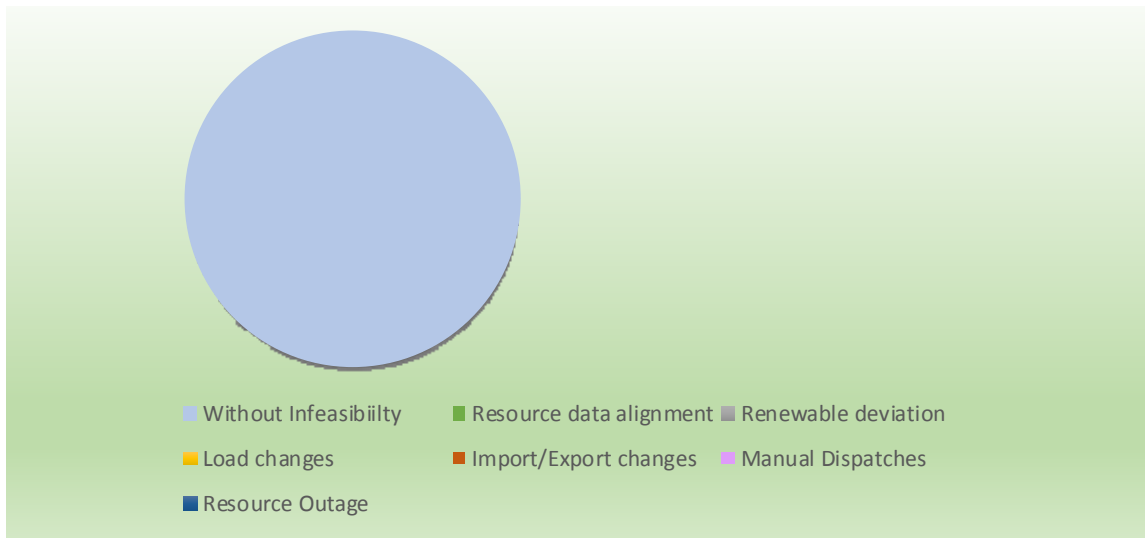 Without Infeasibiilty Resource data alignment Renewable deviation
Load changes Import/Export changes Manual Dispatches
Resource Outage